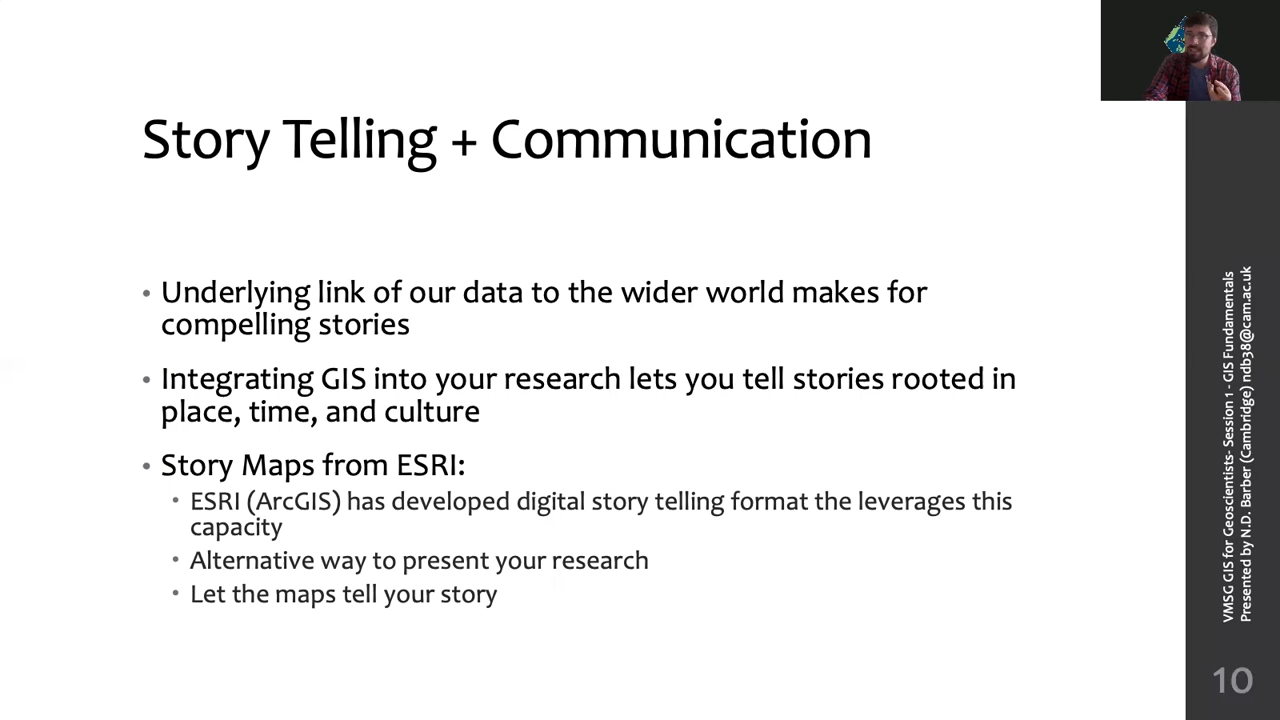 Story Telling + Communication
• Underlying link of our data to the wider world makes for
compelling stories
• Integrating GIS into your research lets you tell stories rooted in
place, time, and culture
• Story Maps from ESRI:
• ESRI (ArcGIS) has developed digital story telling format the leverages this
capacity
• Alternative way to present your research
• Let the maps tell your story
VMSG GIS for Geoscientists- Session 1 - GIS Fundamentals
Presented by N.D. Barber (Cambridge) ndb38@cam.ac.uk
10